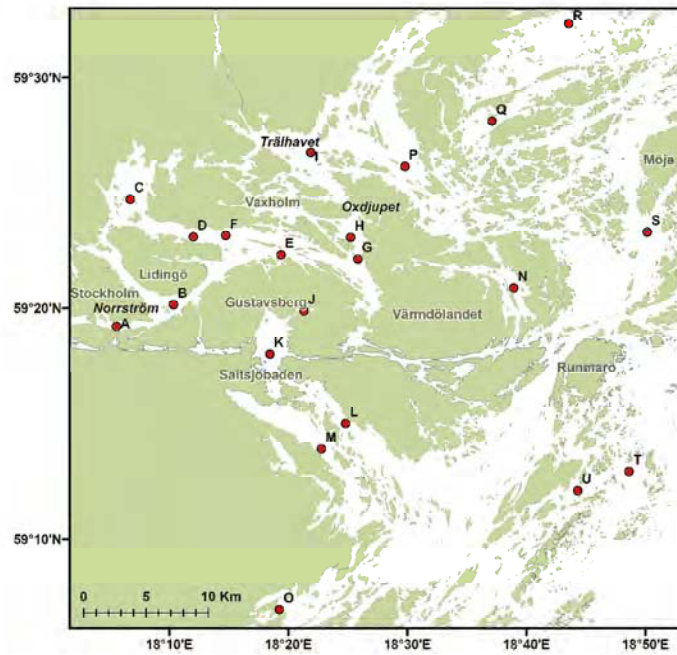 R
59°30'N
Q
Trälhavet
I
P
Möja
C
Vaxholm
Oxdjupet
S
D
F
H
G
E
Lidingö
N
Stockholm
B
Gustavsberg
J
Norrström
A
Värmdölandet
59°20'N
K
Runmarö
Saltsjöbaden
L
M
T
U
59°10'N
O
0 5 10 Km
18°10'E 18°20'E 18°30'E 18°40'E 18°50'E